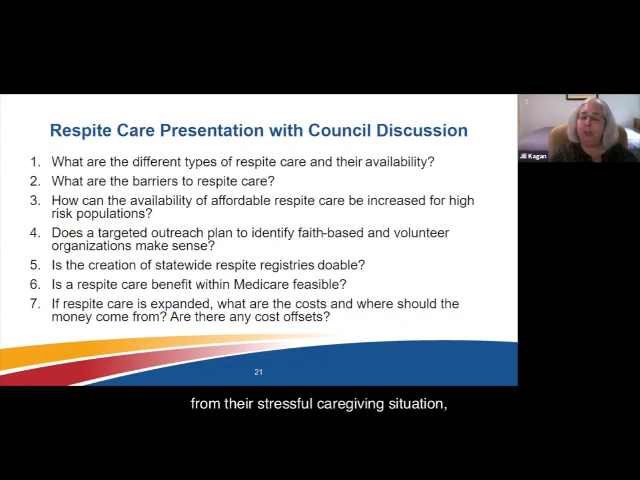 Respite Care Presentation with Council Discussion
1. What are the different types of respite care and their availability?
2. What are the barriers to respite care?
3. How can the availability of affordable respite care be increased for high
risk populations?
4. Does a targeted outreach plan to identify faith-based and volunteer
organizations make sense?
5. Is the creation of statewide respite registries doable?
6. Is a respite care benefit within Medicare feasible?
7. If respite care is expanded, what are the costs and where should the
money come from? Are there any cost offsets?
21
Jill Kagan
from their stressful caregiving situation,